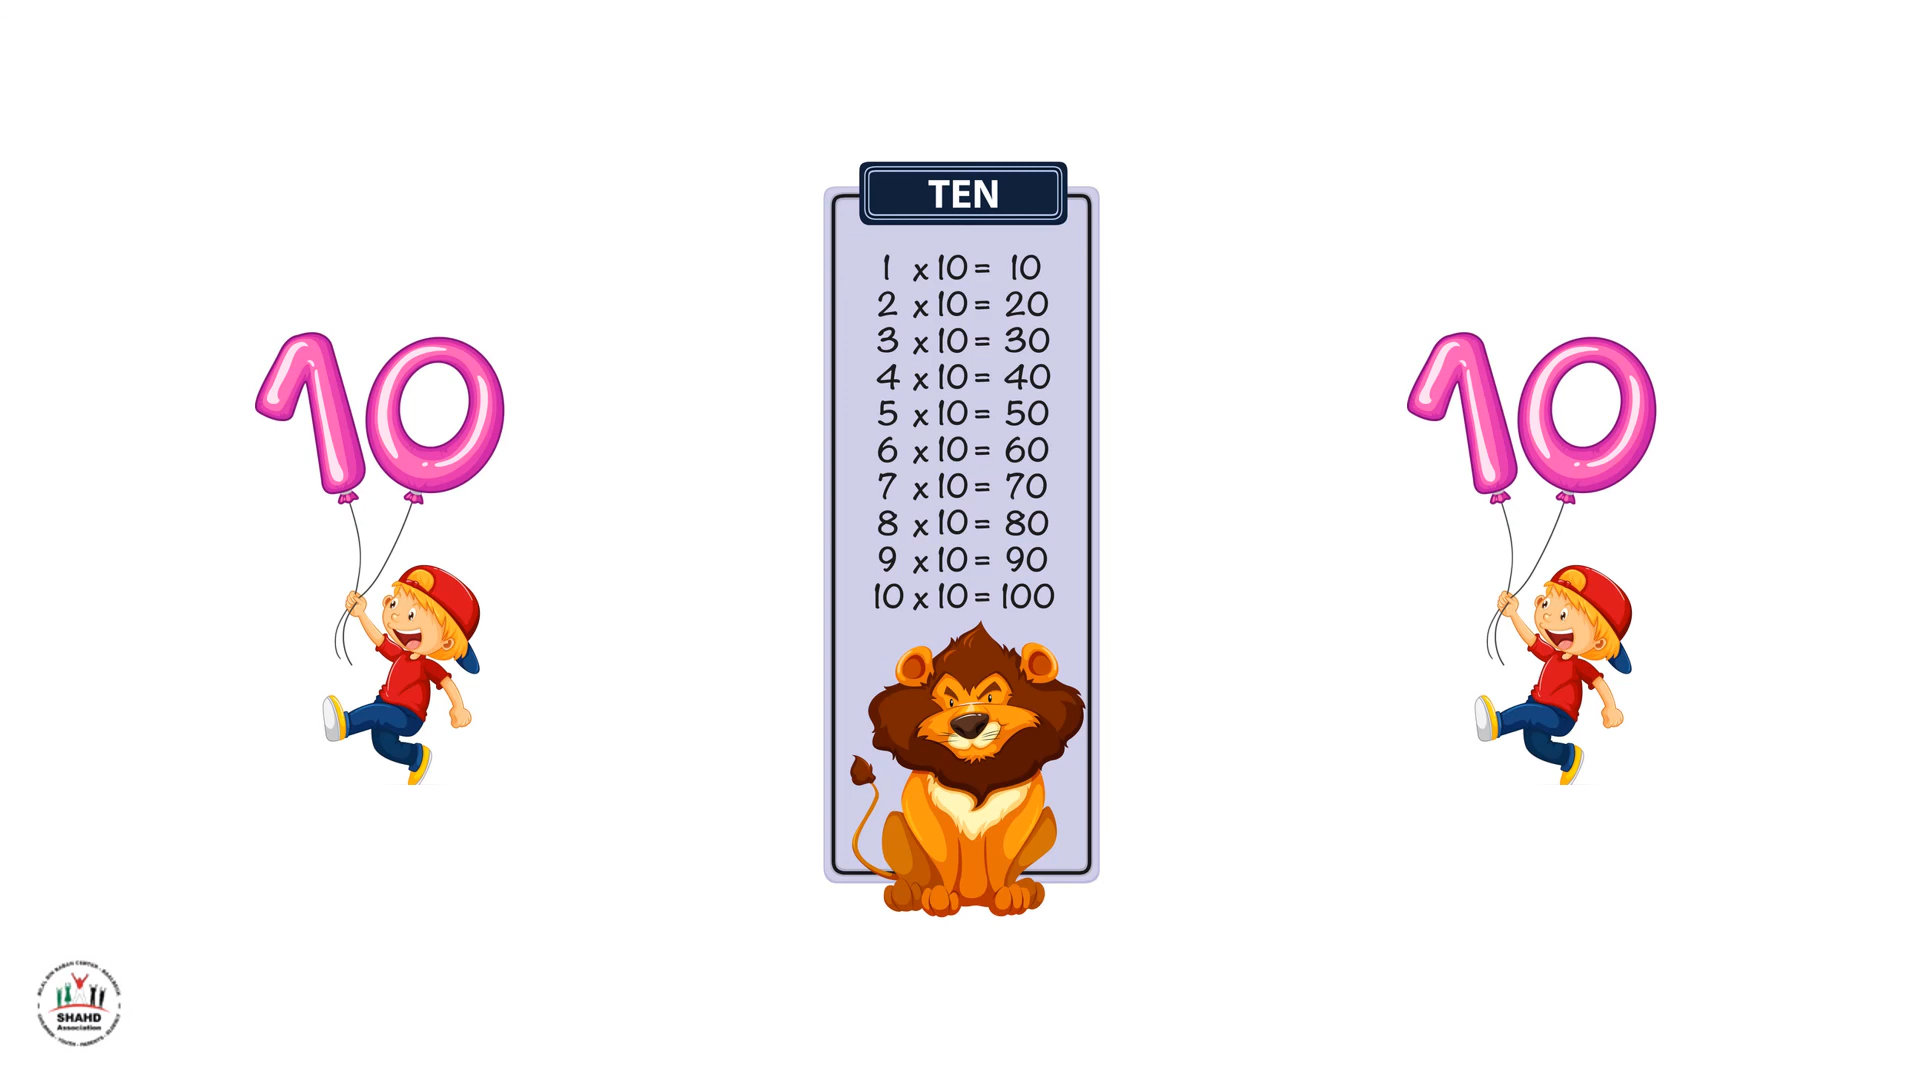 TEN
1 x 10 = 10
2 x 10 = 20
3 x 10 = 30
4 x 10 = 40
5 x 10 = 50
6 x 10 = 60
7 x 10 = 70
8 x 10 = 80
9 x 10 = 90
10 x 10 = 100
10
10
SHAHD
Association